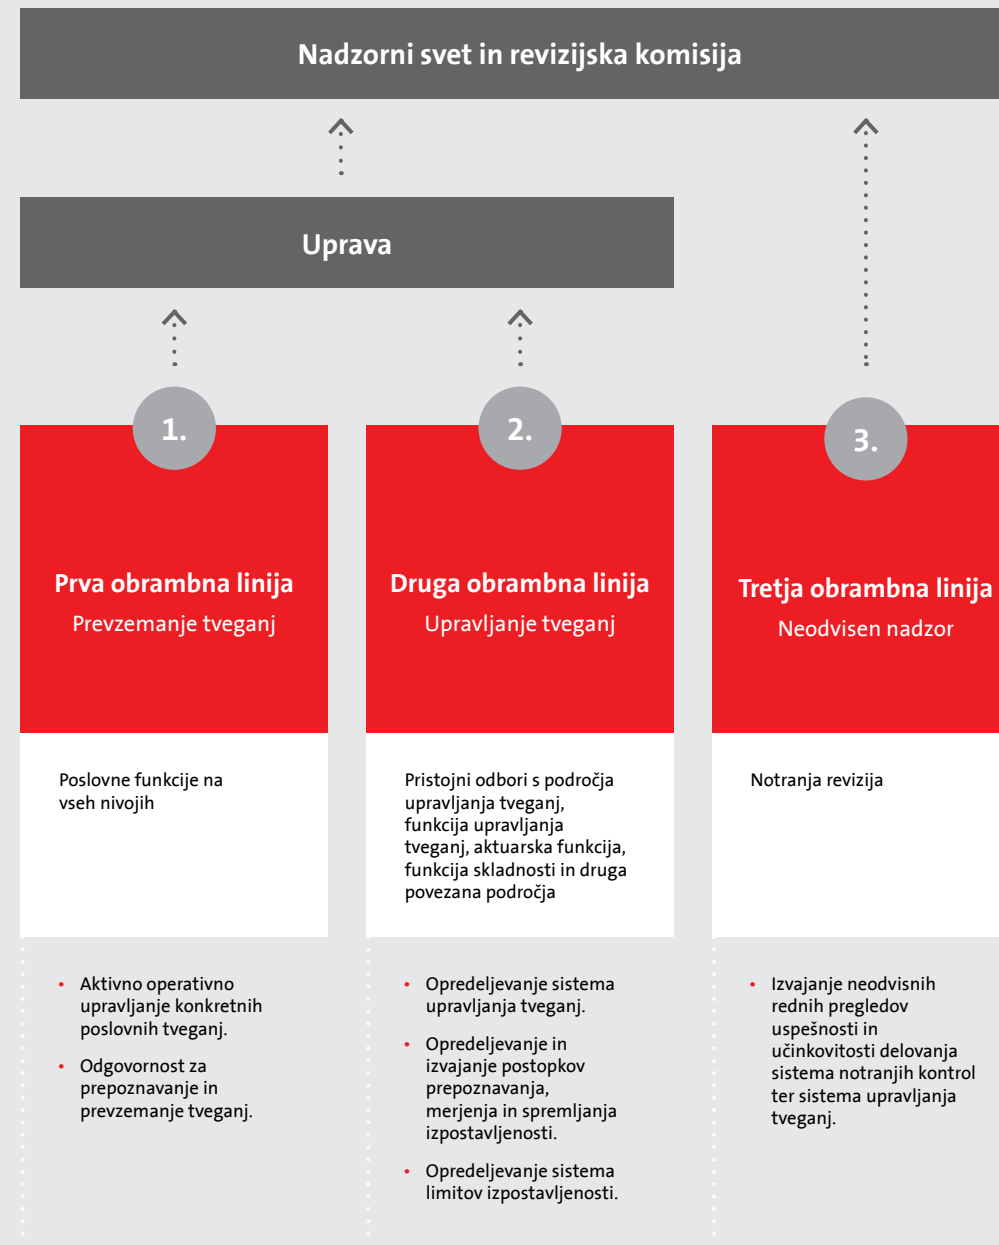 Nadzorni svet in revizijska komisija
Uprava
1.
Prva obrambna linija
Prevzemanje tveganj
Poslovne funkcije na
vseh nivojih
• Aktivno operativno
upravljanje konkretnih
poslovnih tveganj.
• Odgovornost za
prepoznavanje in
prevzemanje tveganj.
2.
Druga obrambna linija
Upravljanje tveganj
Pristojni odbori s področja
upravljanja tveganj,
funkcija upravljanja
tveganj, aktuarska funkcija,
funkcija skladnosti in druga
povezana področja
• Opredeljevanje sistema
upravljanja tveganj.
• Opredeljevanje in
izvajanje postopkov
prepoznavanja,
merjenja in spremljanja
izpostavljenosti.
• Opredeljevanje sistema
limitov izpostavljenosti.
3.
Tretja obrambna linija
Neodvisen nadzor
Notranja revizija
• Izvajanje neodvisnih
rednih pregledov
uspešnosti in
učinkovitosti delovanja
sistema notranjih kontrol
ter sistema upravljanja
tveganj.